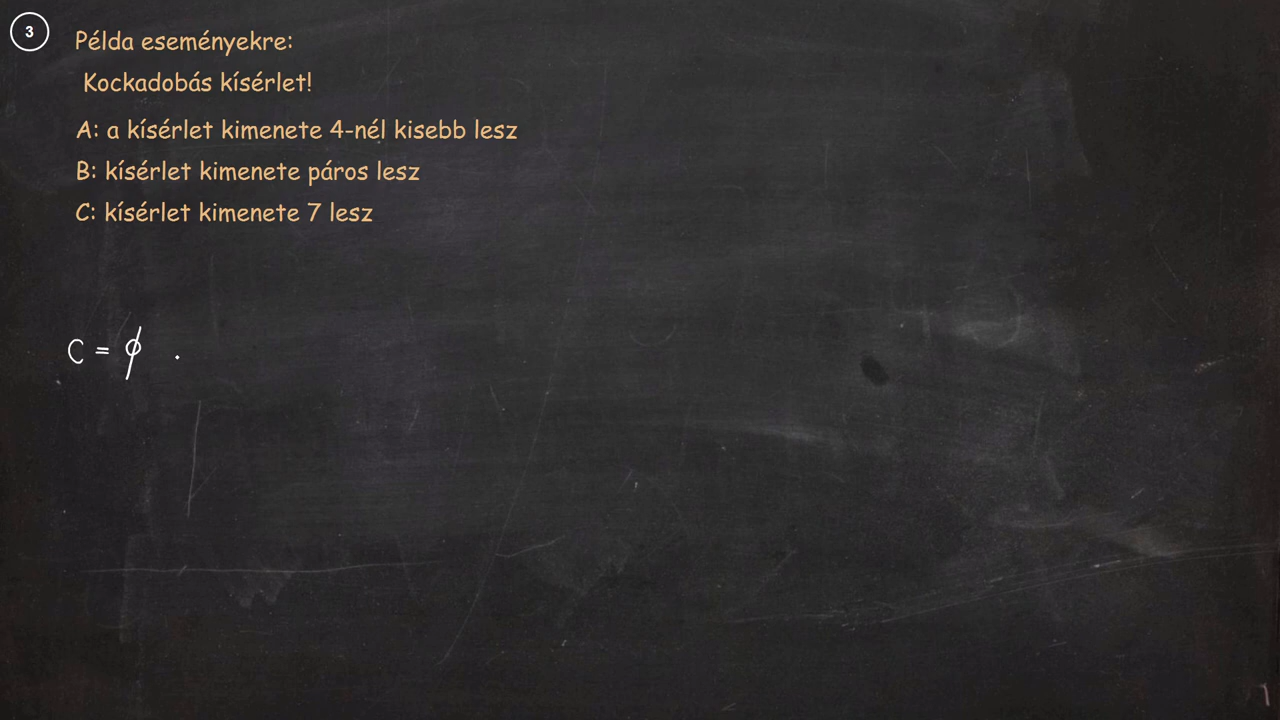 3
Példa eseményekre:
Kockadobás kísérlet!
A: a kísérlet kimenete 4-nél kisebb lesz
B: kísérlet kimenete páros lesz
C: kísérlet kimenete 7 lesz
C = ∅ .